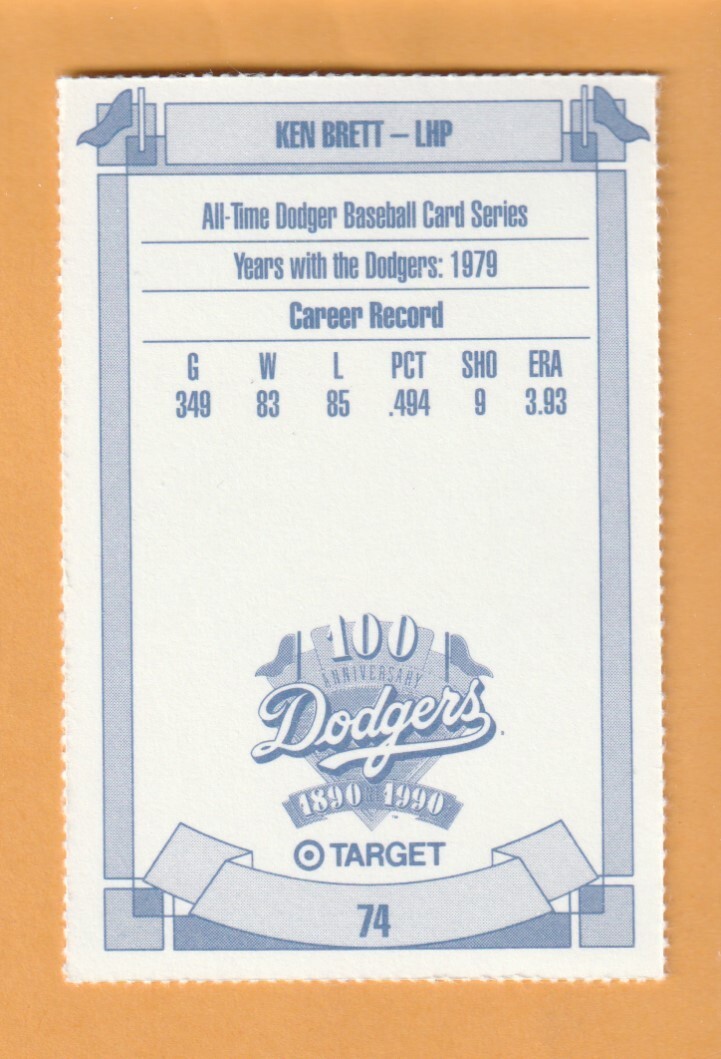 KEN BRETT – LHP
All-Time Dodger Baseball Card Series
Years with the Dodgers: 1979
Career Record
G W L PCT SHO ERA
349 83 85 .494 9 3.93
100
ANNIVERSARY
Dodgers
1890 TO 1990
TARGET
74